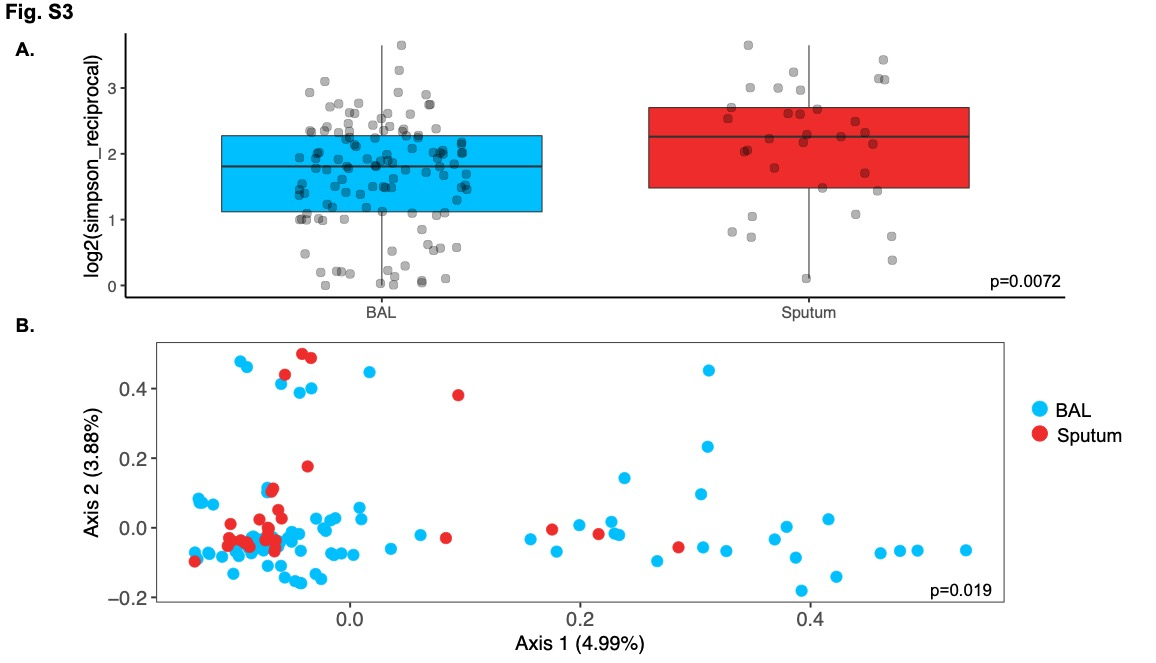 Fig. S3
A.
log2(simpson_reciprocal)
3
2
1
0
p=0.0072
BAL
Sputum
B.
Axis 2 (3.88%)
0.4
0.2
0.0
−0.2
p=0.019
0.0
0.2
0.4
Axis 1 (4.99%)
BAL
Sputum